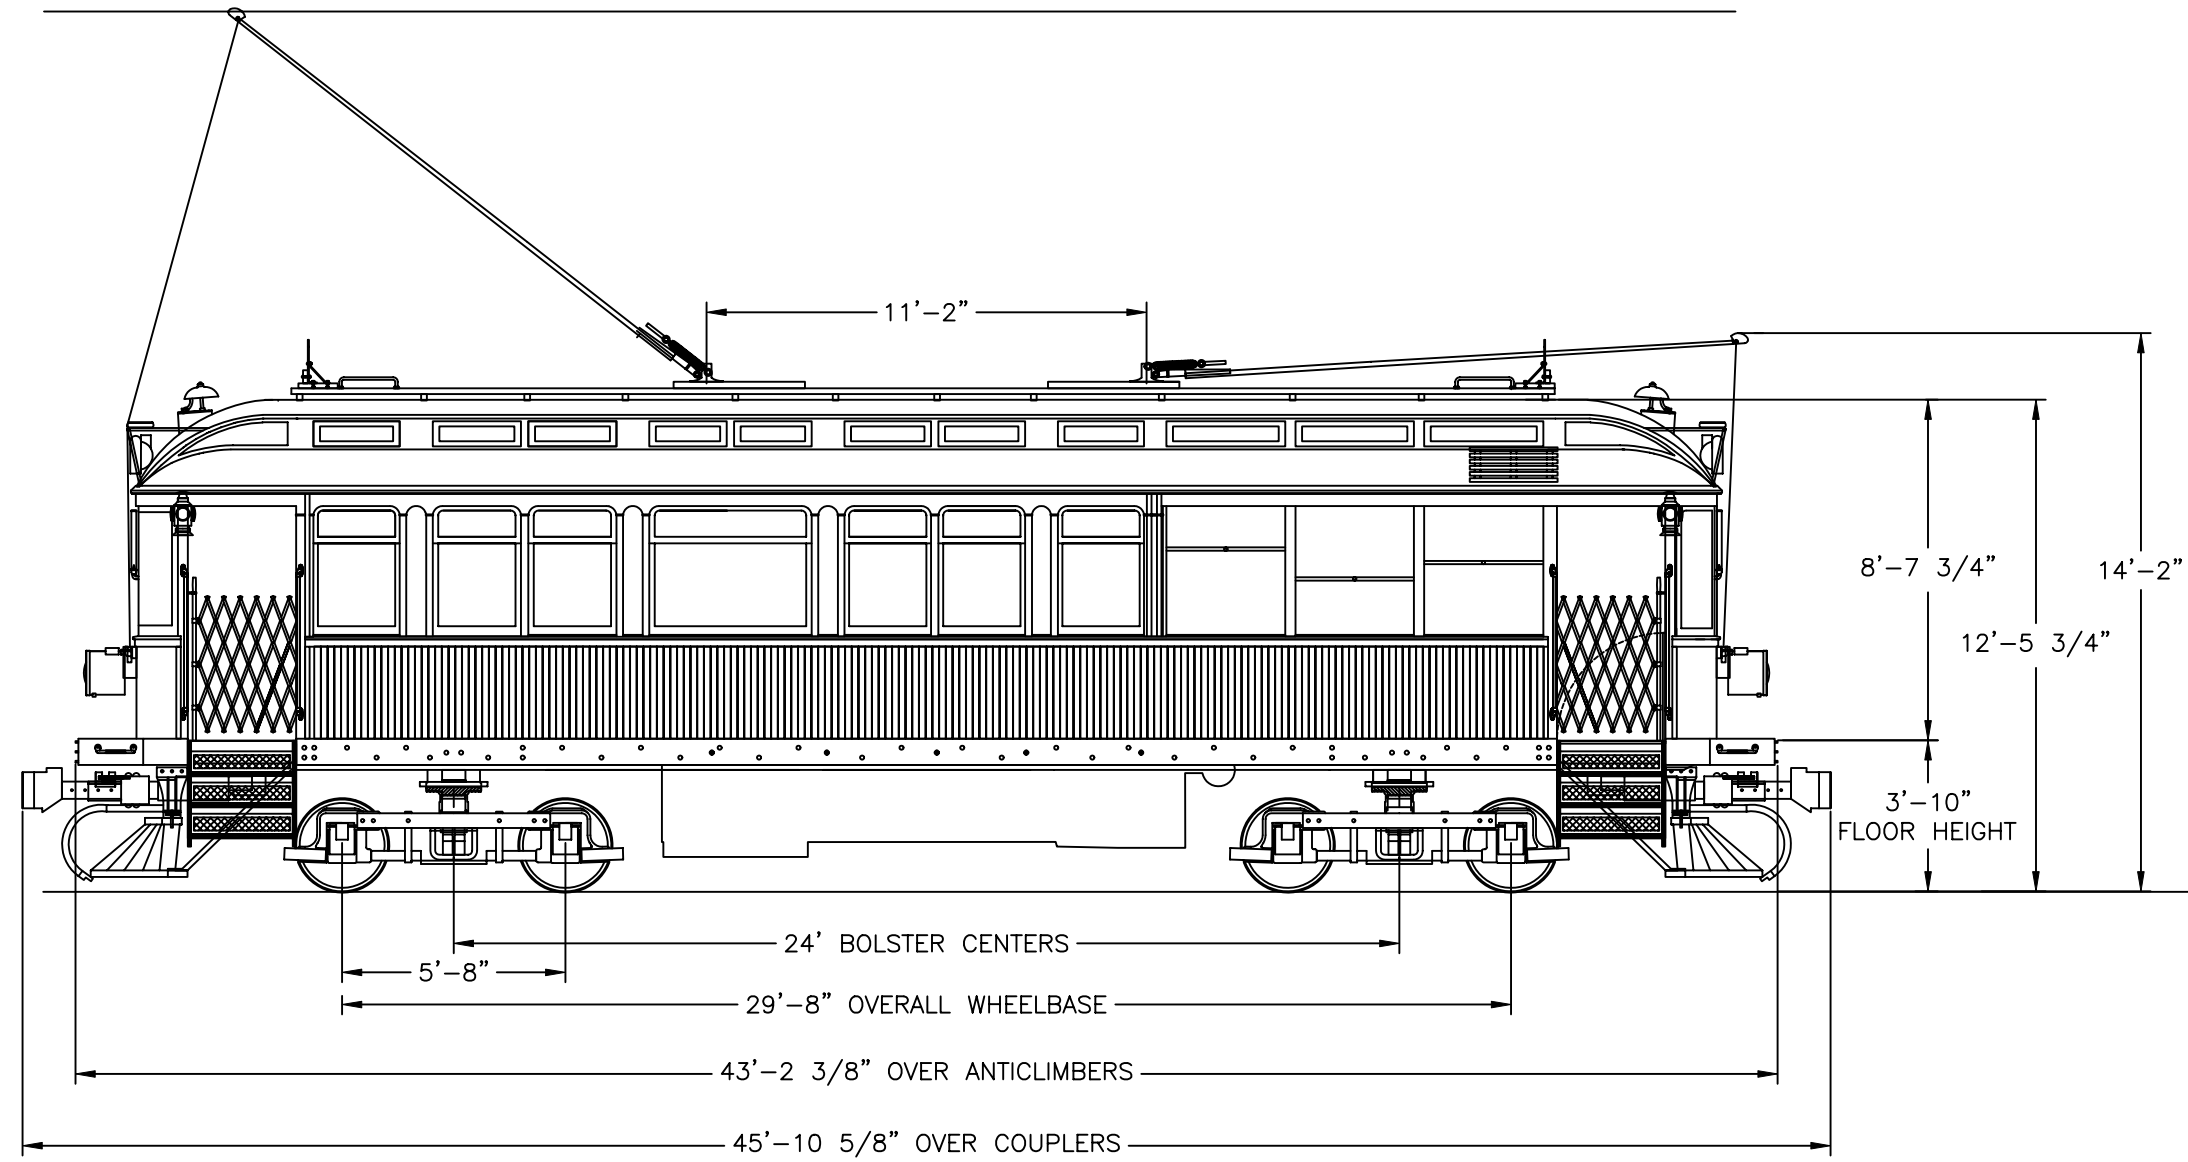 11'-2"
8'-7 3/4"
14'-2"
12'-5 3/4"
3'-10"
FLOOR HEIGHT
24' BOLSTER CENTERS
5'-8"
29'-8" OVERALL WHEELBASE
43'-2 3/8" OVER ANTICLIMBERS
45'-10 5/8" OVER COUPLERS